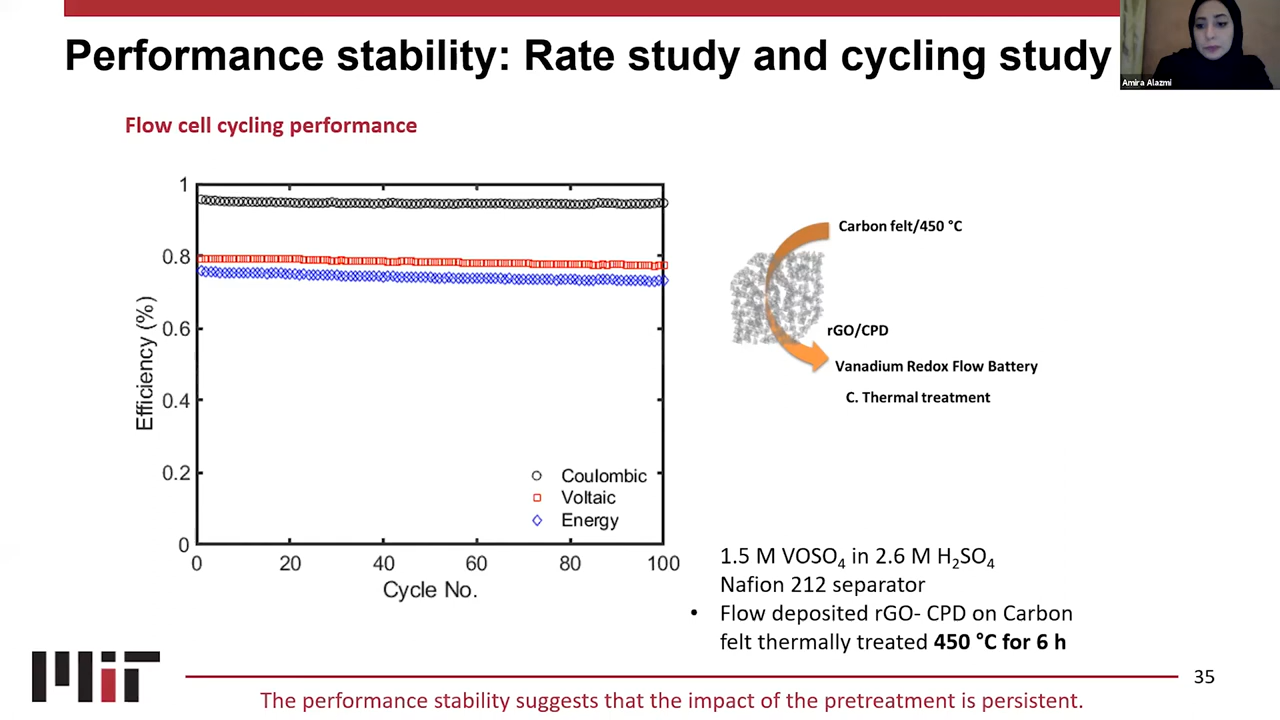 Performance stability: Rate study and cycling study
Amira Alazmi
Flow cell cycling performance
1
0.8
0.6
0.4
0.2
0
Efficiency (%)
0 20 40 60 80 100
Cycle No.
Coulombic
Voltaic
Energy
Carbon felt/450 °C
rGO/CPD
Vanadium Redox Flow Battery
C. Thermal treatment
1.5 M VOSO₄ in 2.6 M H₂SO₄
Nafion 212 separator
• Flow deposited rGO- CPD on Carbon
felt thermally treated 450 °C for 6 h
MIT
35
The performance stability suggests that the impact of the pretreatment is persistent.